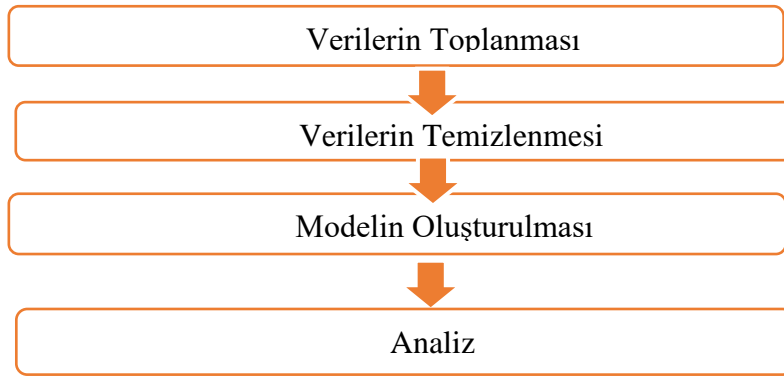 Verilerin Toplanması
Verilerin Temizlenmesi
Modelin Oluşturulması
Analiz